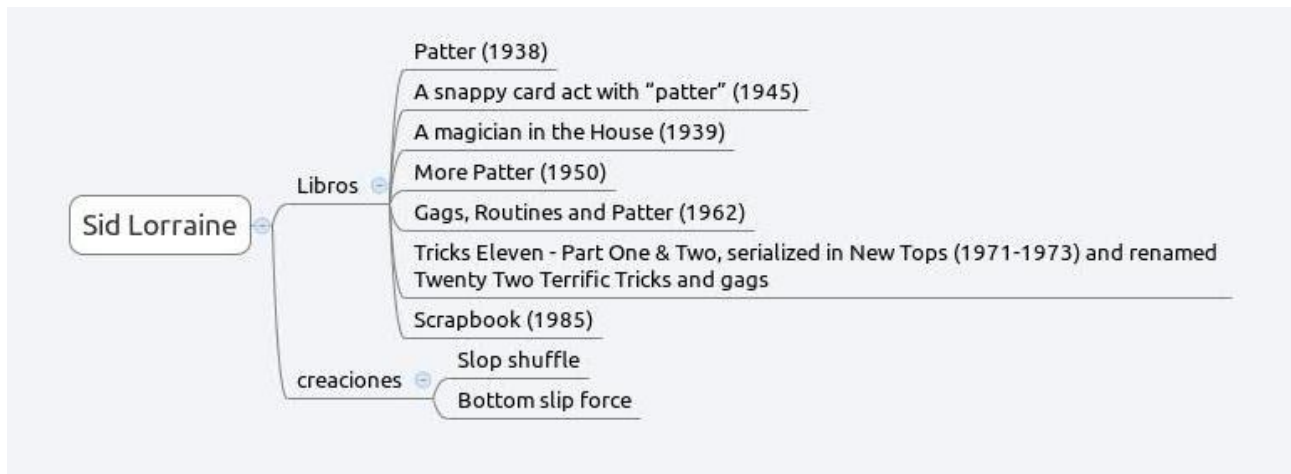 Sid Lorraine
Libros
Patter (1938)
A snappy card act with “patter” (1945)
A magician in the House (1939)
More Patter (1950)
Gags, Routines and Patter (1962)
Tricks Eleven - Part One & Two, serialized in New Tops (1971-1973) and renamed
Twenty Two Terrific Tricks and gags
Scrapbook (1985)
creaciones
Slop shuffle
Bottom slip force